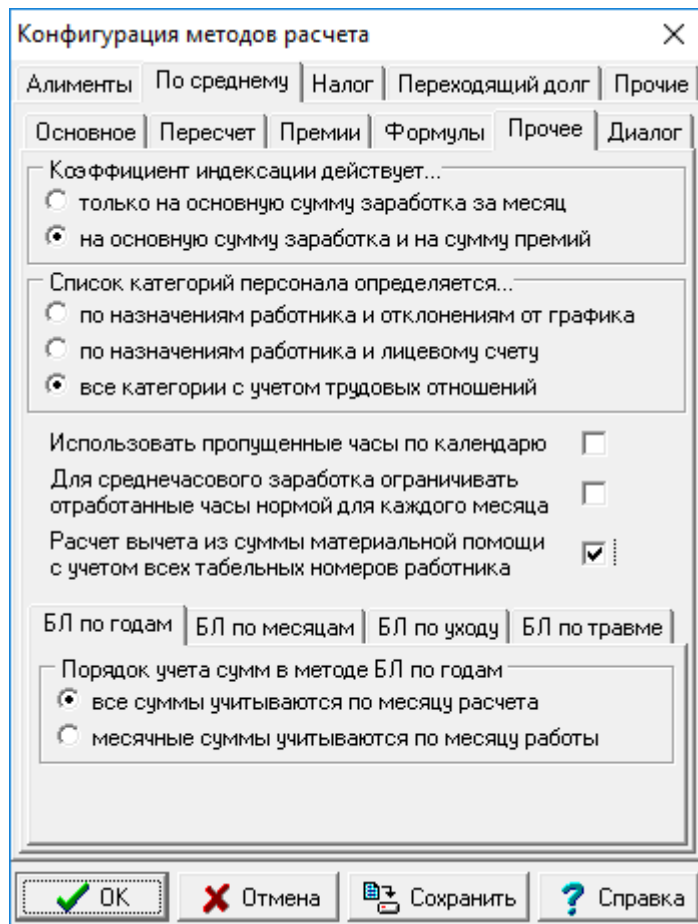 Конфигурация методов расчета
Алименты По среднему Налог Переходящий долг Прочие
Основное Пересчет Премии Формулы Прочее Диалог
Коэффициент индексации действует...
только на основную сумму заработка за месяц
на основную сумму заработка и на сумму премий
Список категорий персонала определяется...
по назначениям работника и отклонениям от графика
по назначениям работника и лицевому счету
все категории с учетом трудовых отношений
Использовать пропущенные часы по календарю
Для среднечасового заработка ограничивать
отработанные часы нормой для каждого месяца
Расчет вычета из суммы материальной помощи
с учетом всех табельных номеров работника
БЛ по годам БЛ по месяцам БЛ по уходу БЛ по травме
Порядок учета сумм в методе БЛ по годам
все суммы учитываются по месяцу расчета
месячные суммы учитываются по месяцу работы
OK Отмена Сохранить Справка